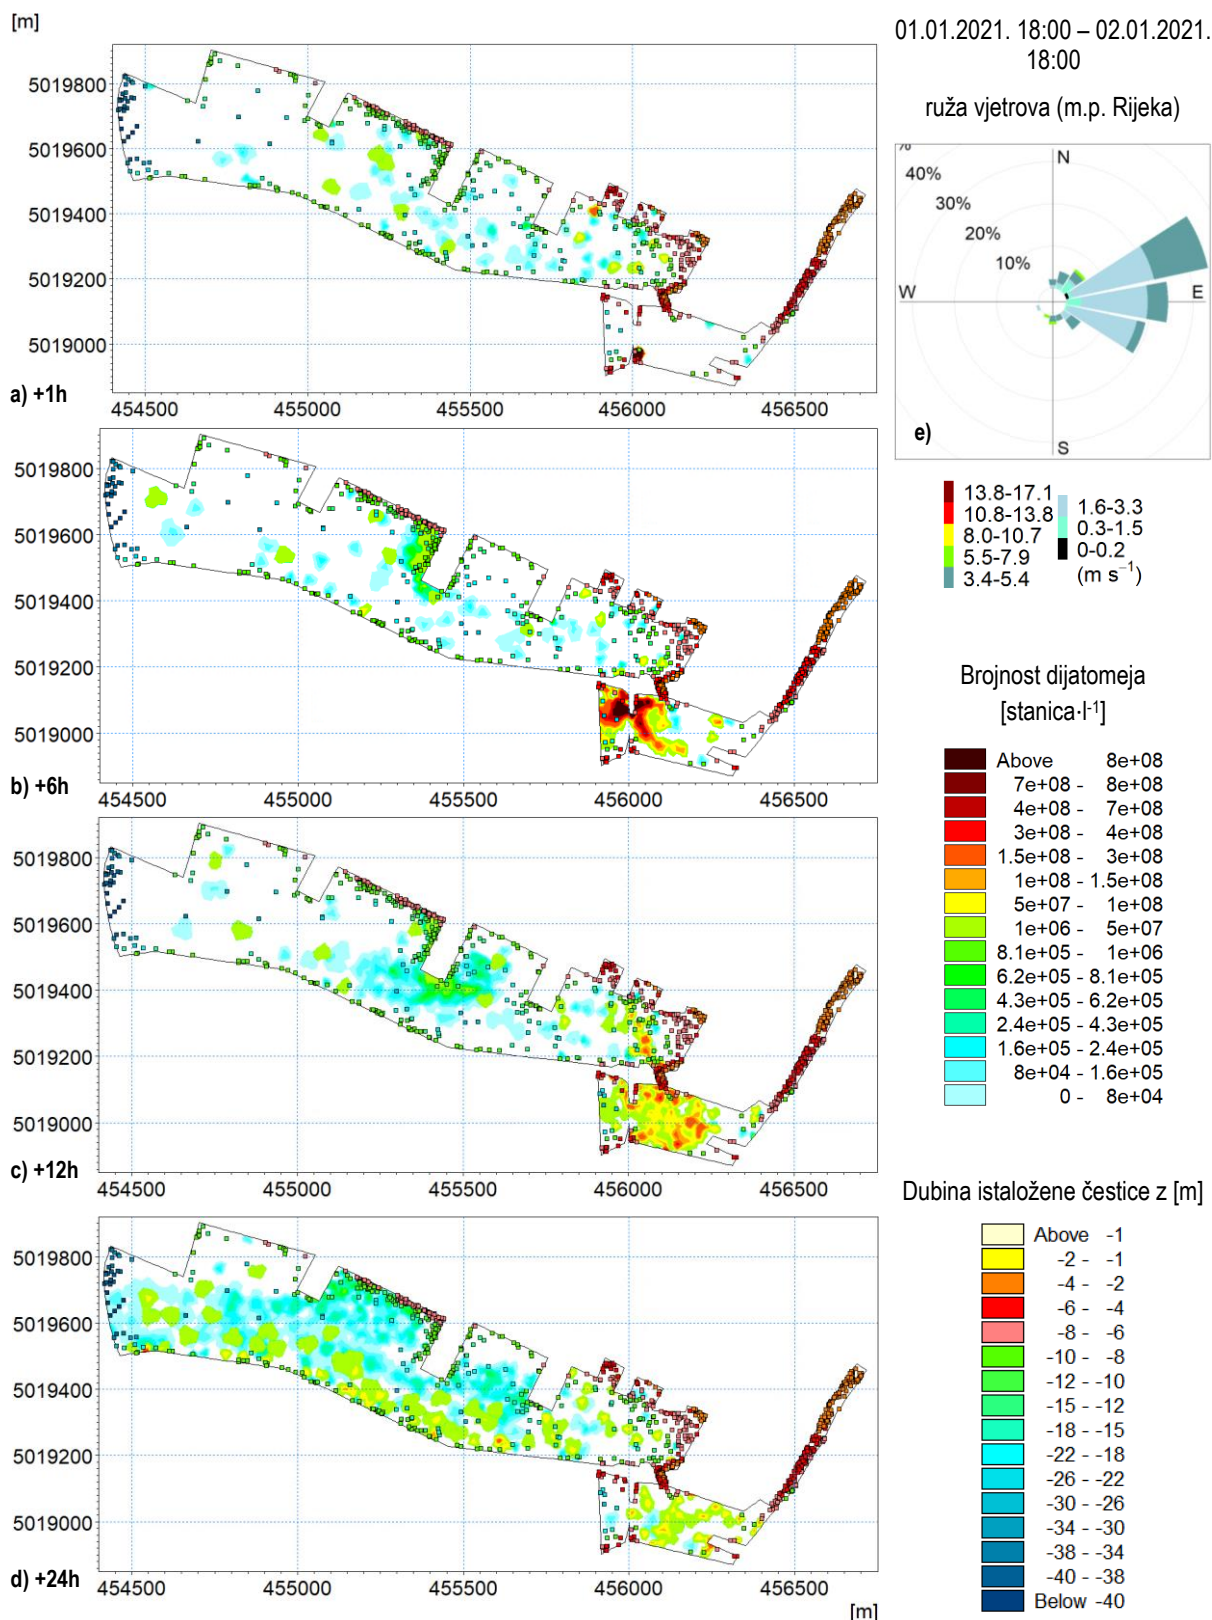 [m]
5019800
5019600
5019400
5019200
5019000
454500 455000 455500 456000 456500
a) +1h
5019800
5019600
5019400
5019200
5019000
454500 455000 455500 456000 456500
b) +6h
5019800
5019600
5019400
5019200
5019000
454500 455000 455500 456000 456500
c) +12h
5019800
5019600
5019400
5019200
5019000
454500 455000 455500 456000 456500
d) +24h
[m]
01.01.2021. 18:00 – 02.01.2021.
18:00
ruža vjetrova (m.p. Rijeka)
%
40%
30%
20%
10%
N
W
E
S
e)
13.8-17.1
10.8-13.8
8.0-10.7
5.5-7.9
3.4-5.4
1.6-3.3
0.3-1.5
0-0.2
(m s⁻¹)
Brojnost dijatomeja
[stanica·l⁻¹]
Above 8e+08
7e+08 - 8e+08
4e+08 - 7e+08
3e+08 - 4e+08
1.5e+08 - 3e+08
1e+08 - 1.5e+08
5e+07 - 1e+08
1e+06 - 5e+07
8.1e+05 - 1e+06
6.2e+05 - 8.1e+05
4.3e+05 - 6.2e+05
2.4e+05 - 4.3e+05
1.6e+05 - 2.4e+05
8e+04 - 1.6e+05
0 - 8e+04
Dubina istaložene čestice z [m]
Above -1
-2 - -1
-4 - -2
-6 - -4
-8 - -6
-10 - -8
-12 - -10
-15 - -12
-18 - -15
-22 - -18
-26 - -22
-30 - -26
-34 - -30
-38 - -34
-40 - -38
Below -40